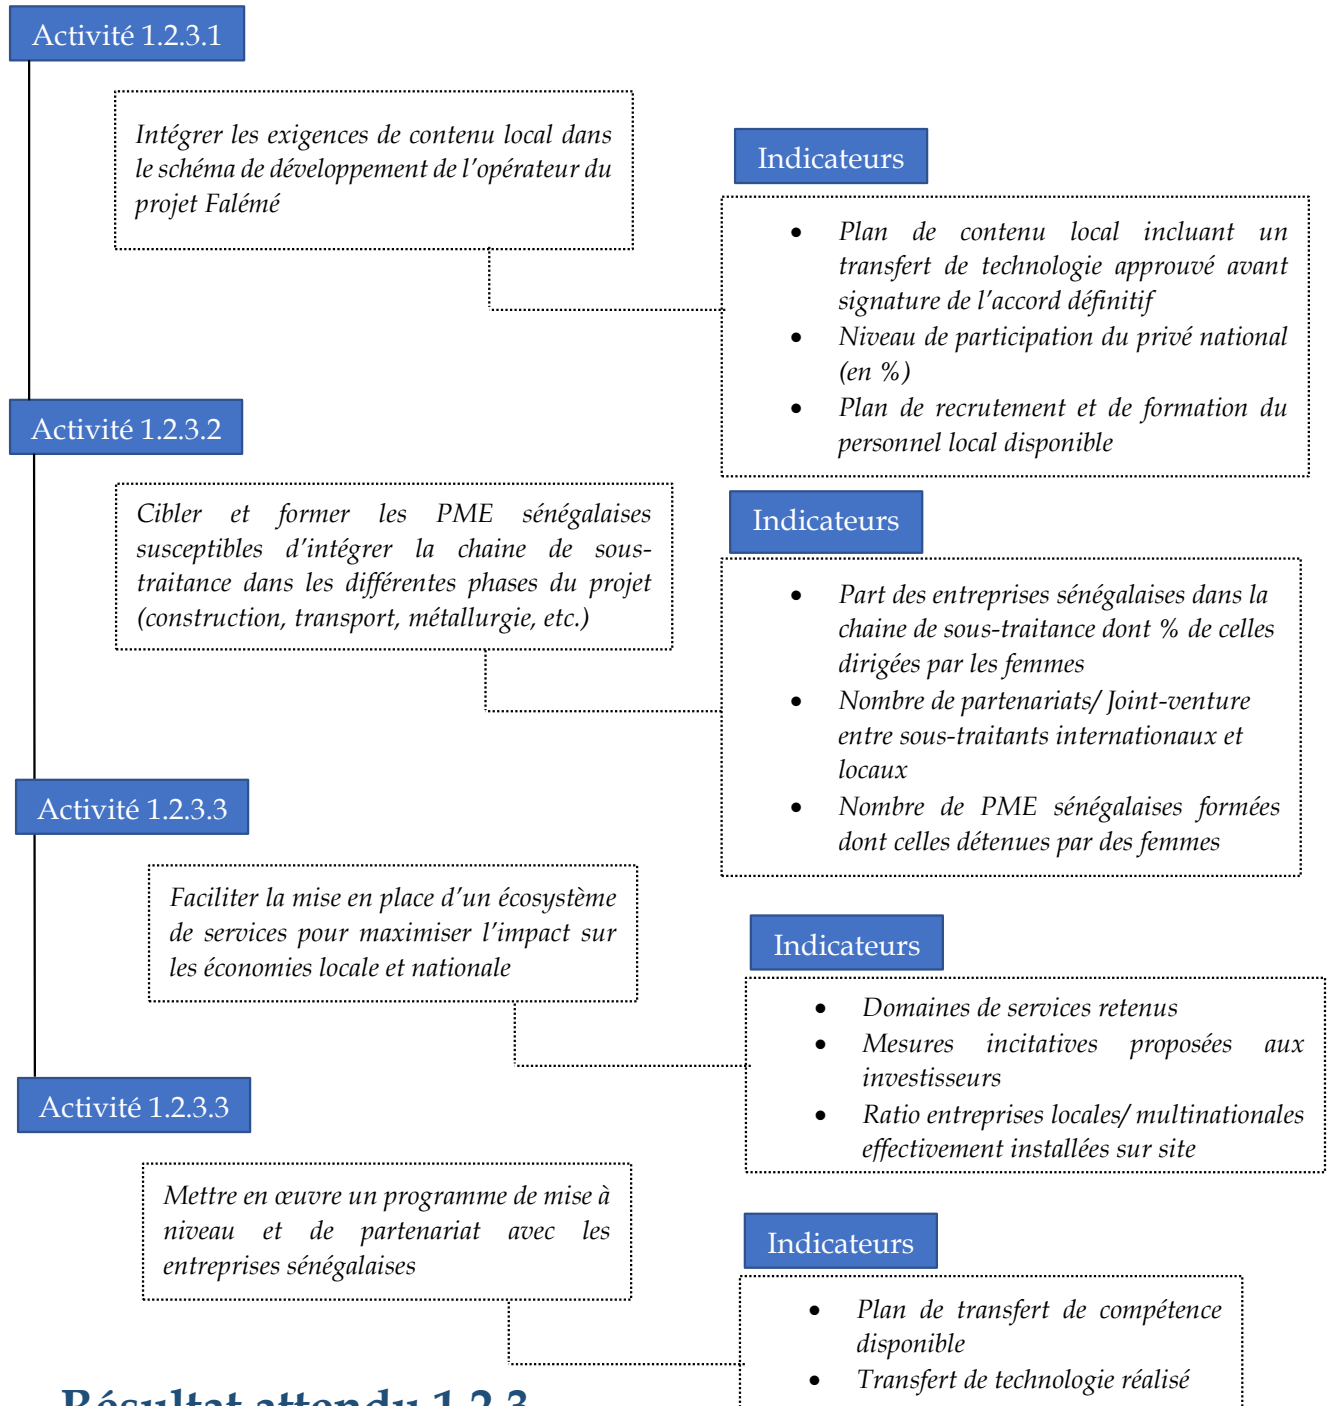 Activité 1.2.3.1
Intégrer les exigences de contenu local dans
le schéma de développement de l’opérateur du
projet Falémé
Indicateurs
• Plan de contenu local incluant un
transfert de technologie approuvé avant
signature de l’accord définitif
• Niveau de participation du privé national
(en %)
• Plan de recrutement et de formation du
personnel local disponible
Activité 1.2.3.2
Cibler et former les PME sénégalaises
susceptibles d’intégrer la chaine de sous-
traitance dans les différentes phases du projet
(construction, transport, métallurgie, etc.)
Indicateurs
• Part des entreprises sénégalaises dans la
chaine de sous-traitance dont % de celles
dirigées par les femmes
• Nombre de partenariats/ Joint-venture
entre sous-traitants internationaux et
locaux
• Nombre de PME sénégalaises formées
dont celles détenues par des femmes
Activité 1.2.3.3
Faciliter la mise en place d’un écosystème
de services pour maximiser l’impact sur
les économies locale et nationale
Indicateurs
• Domaines de services retenus
• Mesures incitatives proposées aux
investisseurs
• Ratio entreprises locales/ multinationales
effectivement installées sur site
Activité 1.2.3.3
Mettre en œuvre un programme de mise à
niveau et de partenariat avec les
entreprises sénégalaises
Indicateurs
• Plan de transfert de compétence
disponible
• Transfert de technologie réalisé
Résultat attendu 1.2.3